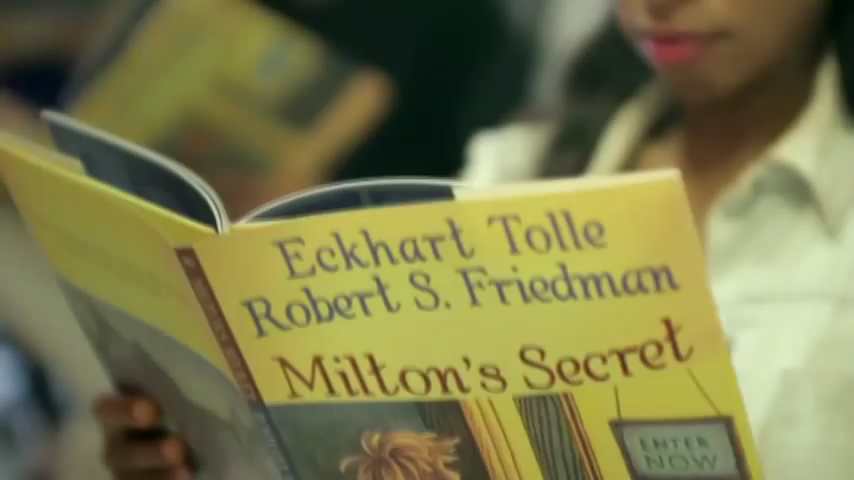 Eckhart Tolle
Robert S. Friedman
Milton's Secret
ENTER
NOW